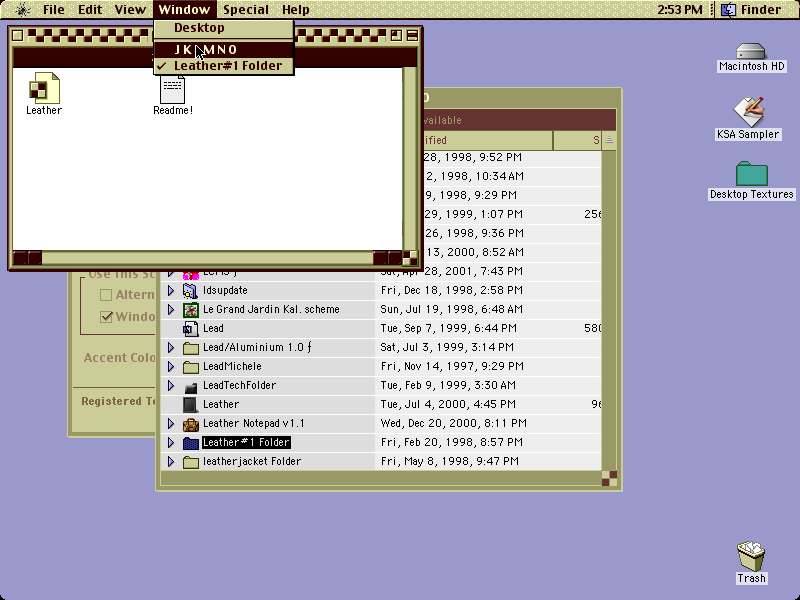 File Edit View Window Special Help 2:53 PM Finder
Desktop
J K L M N O
✓ Leather#1 Folder
Leather
Readme!
Macintosh HD
KSA Sampler
Desktop Textures
Trash
O
vailable
ified S
28, 1998, 9:52 PM
2, 1998, 10:34 AM
9, 1998, 9:29 PM
29, 1999, 1:07 PM 256
26, 1998, 9:36 PM
13, 2000, 8:52 AM
Sat, Apr 28, 2001, 7:43 PM
Idsupdate Fri, Dec 18, 1998, 2:58 PM
Le Grand Jardin Kal.scheme Sun, Jul 19, 1998, 6:48 AM
Lead Tue, Sep 7, 1999, 6:44 PM 580
Lead/Aluminium 1.0 ƒ Sat, Jul 3, 1999, 3:14 PM
LeadMichele Fri, Nov 14, 1997, 9:29 PM
LeadTechFolder Tue, Feb 9, 1999, 3:30 AM
Leather Tue, Jul 4, 2000, 4:45 PM 96
Leather Notepad v1.1 Wed, Dec 20, 2000, 8:11 PM
Leather#1 Folder Fri, Feb 20, 1998, 8:57 PM
leatherjacket Folder Fri, May 8, 1998, 9:47 PM
Use This Sc
Altern
Windo
Accent Colo
Registered To